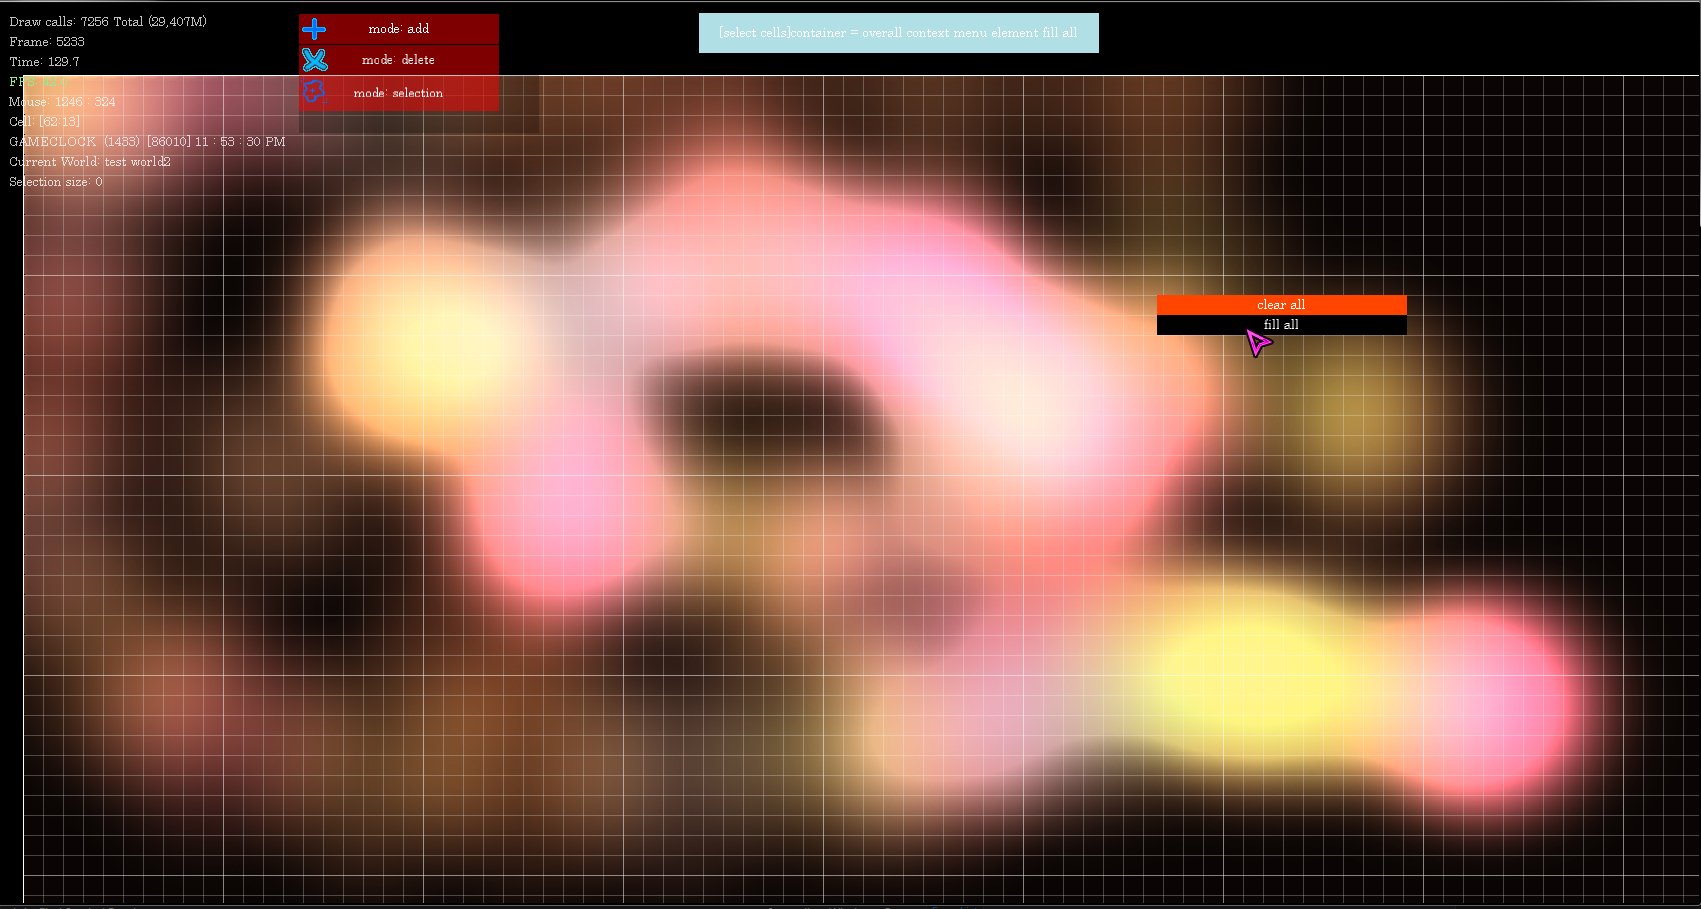 Draw calls: 7256 Total (29,407M)
Frame: 5233
Time: 129.7
Mouse: 1246 : 324
Cell: [62:13]
GAMECLOCK (1433) [86010] 11 : 53 : 30 PM
Current World: test world2
Selection size: 0
mode: add
mode: delete
mode: selection
[select cells]container = overall context menu element fill all
clear all
fill all